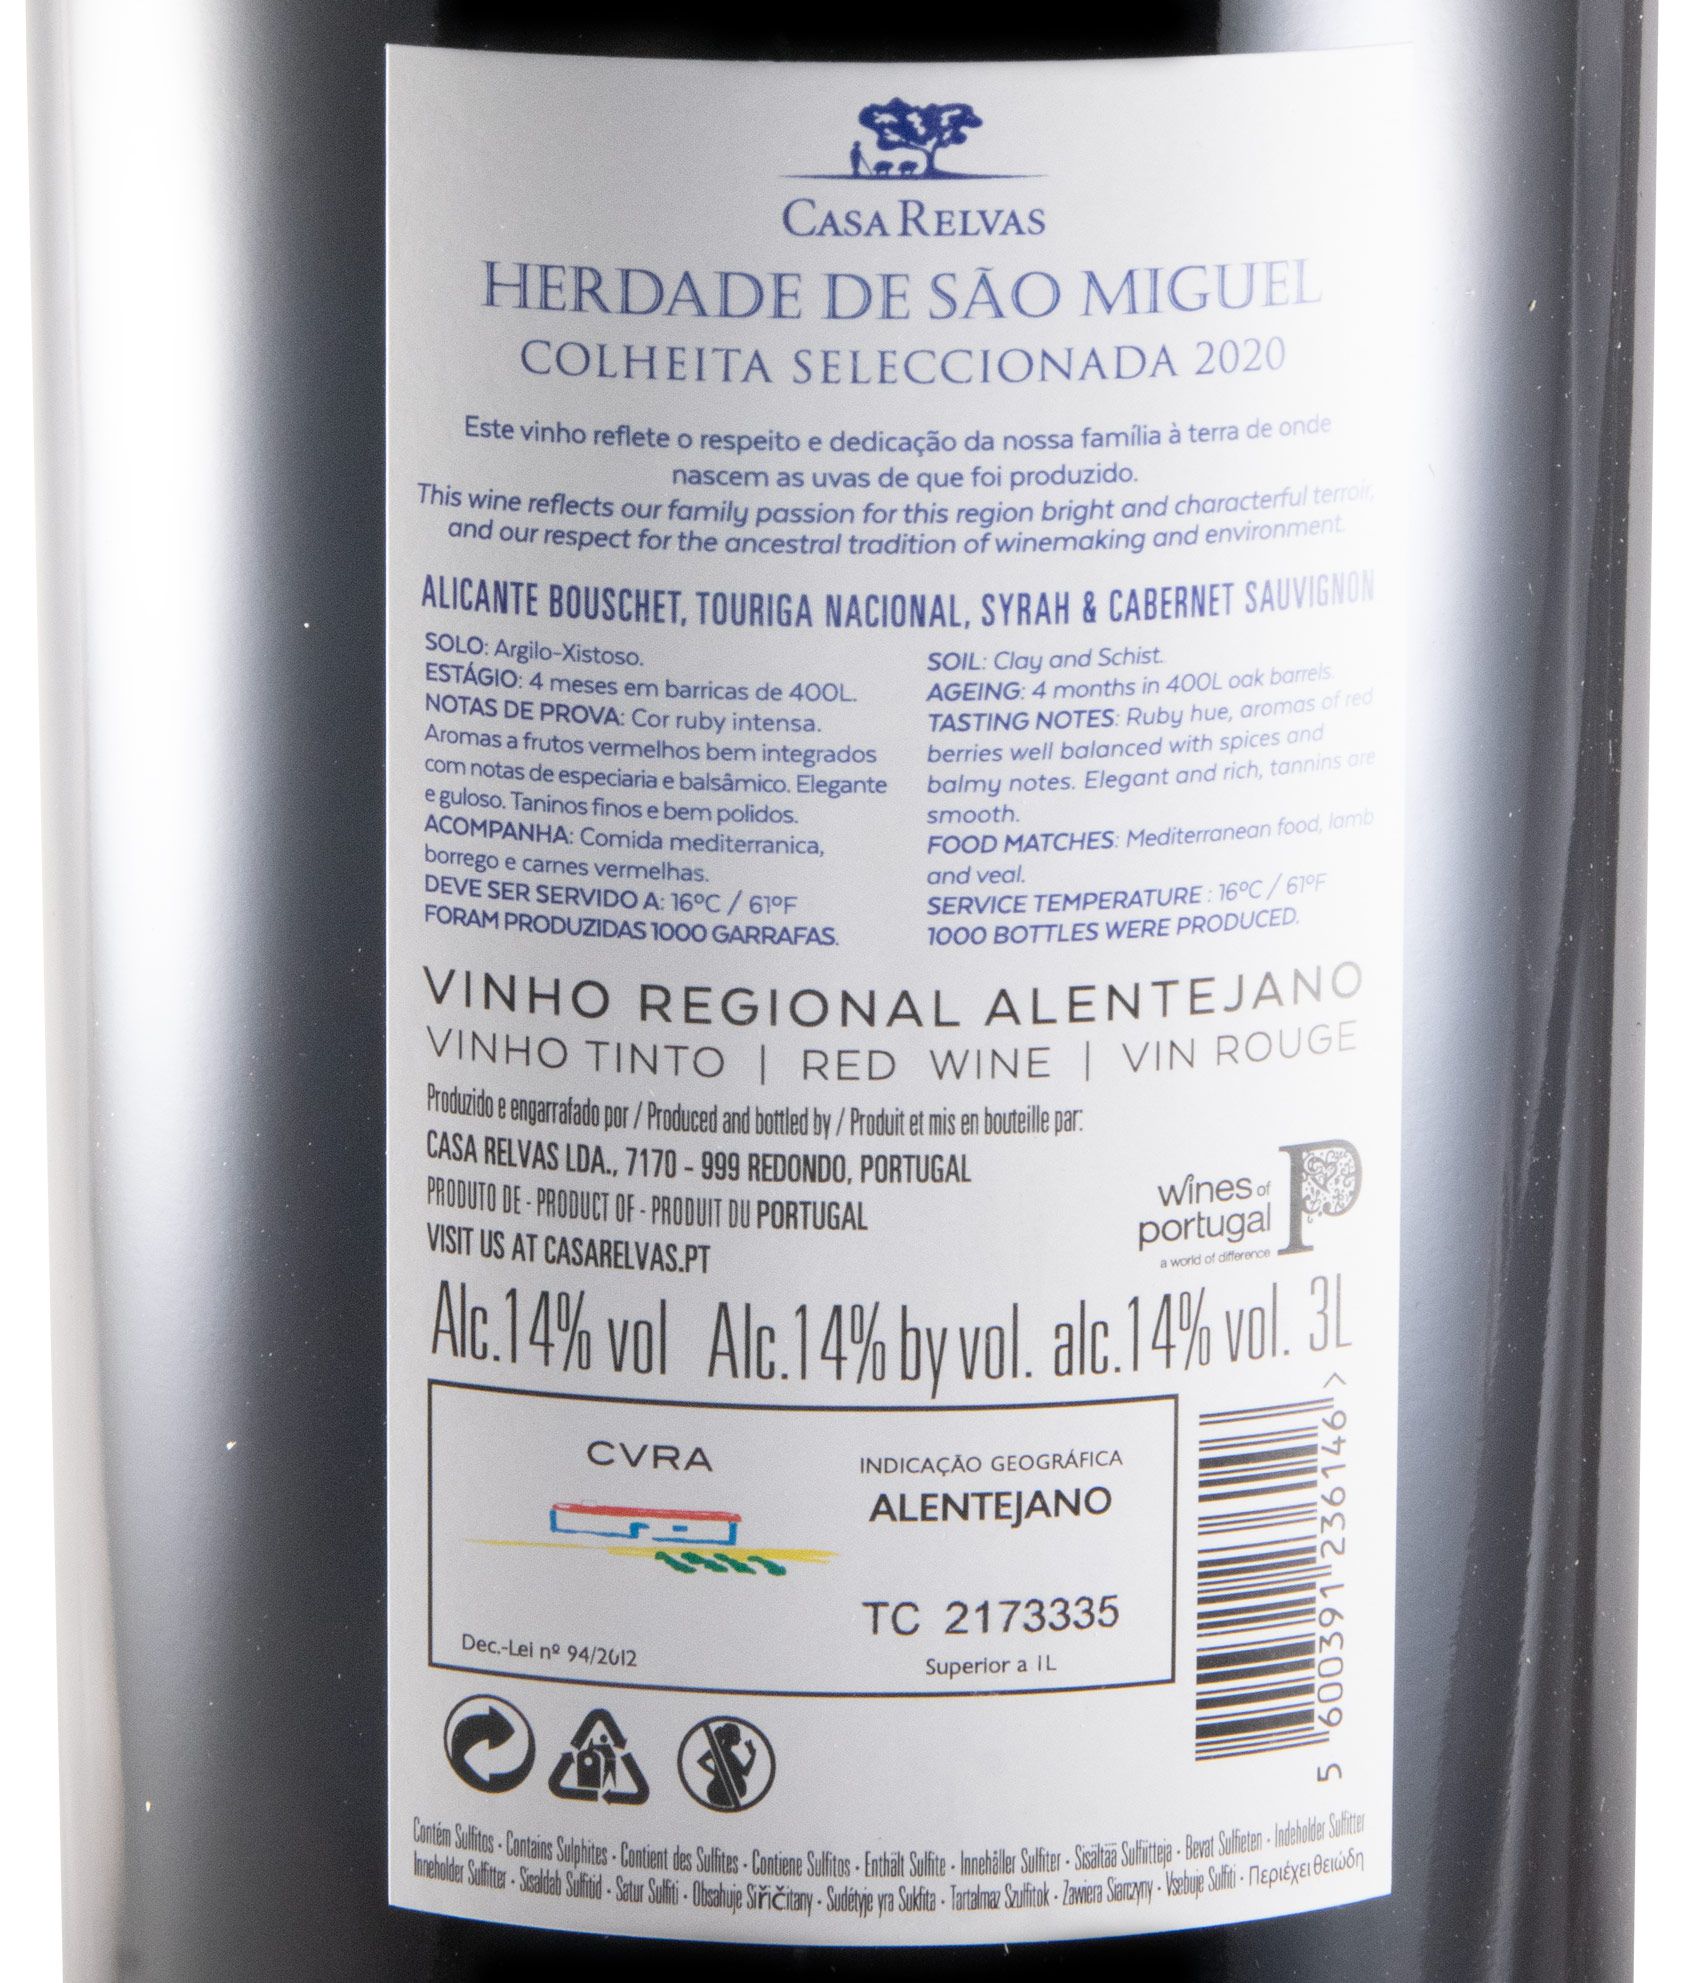 CASA RELVAS
HERDADE DE SÃO MIGUEL
COLHEITA SELECCIONADA 2020
Este vinho reflete o respeito e dedicação da nossa família à terra de onde
nascem as uvas de que foi produzido.
This wine reflects our family passion for this region bright and characterful terroir,
and our respect for the ancestral tradition of winemaking and environment.
ALICANTE BOUSCHET, TOURIGA NACIONAL, SYRAH & CABERNET SAUVIGNON
SOLO: Argilo-Xistoso.
ESTÁGIO: 4 meses em barricas de 400L.
NOTAS DE PROVA: Cor ruby intensa.
Aromas a frutos vermelhos bem integrados
com notas de especiaria e balsâmico. Elegante
e guloso. Taninos finos e bem polidos.
ACOMPANHA: Comida mediterranica,
borrego e carnes vermelhas.
DEVE SER SERVIDO A: 16ºC / 61ºF
FORAM PRODUZIDAS 1000 GARRAFAS.
SOIL: Clay and Schist.
AGEING: 4 months in 400L oak barrels.
TASTING NOTES: Ruby hue, aromas of red
berries well balanced with spices and
balmy notes. Elegant and rich, tannins are
smooth.
FOOD MATCHES: Mediterranean food, lamb
and veal.
SERVICE TEMPERATURE : 16ºC / 61ºF
1000 BOTTLES WERE PRODUCED.
VINHO REGIONAL ALENTEJANO
VINHO TINTO | RED WINE | VIN ROUGE
Produzido e engarrafado por / Produced and bottled by / Produit et mis en bouteille par:
CASA RELVAS LDA., 7170 - 999 REDONDO, PORTUGAL
PRODUTO DE - PRODUCT OF - PRODUIT DU PORTUGAL
VISIT US AT CASARELVAS.PT
wines of
portugal
a world of difference
Alc.14% vol Alc.14% by vol. alc.14% vol. 3L
CVRA
Dec.-Lei nº 94/2012
INDICAÇÃO GEOGRÁFICA
ALENTEJANO
TC 2173335
Superior a 1L
5 600391 236146 >
Contém Sulfitos - Contains Sulphites - Contient des Sulfites - Contiene Sulfitos - Enthält Sulfite - Innehåller Sulfiter - Sisältää Sulfiitteja - Bevat Sulfieten - Indeholder Sulfitter
Inneholder Sulfitter - Sisaldab Sulfitid - Satur Sulfiti - Obsahuje Siřičitany - Sudėtyje yra Sukfita - Tartalmaz Szulfitok - Zawiera Siarczyny - Vsebuje Sulfiti - Περιέχει θειώδη